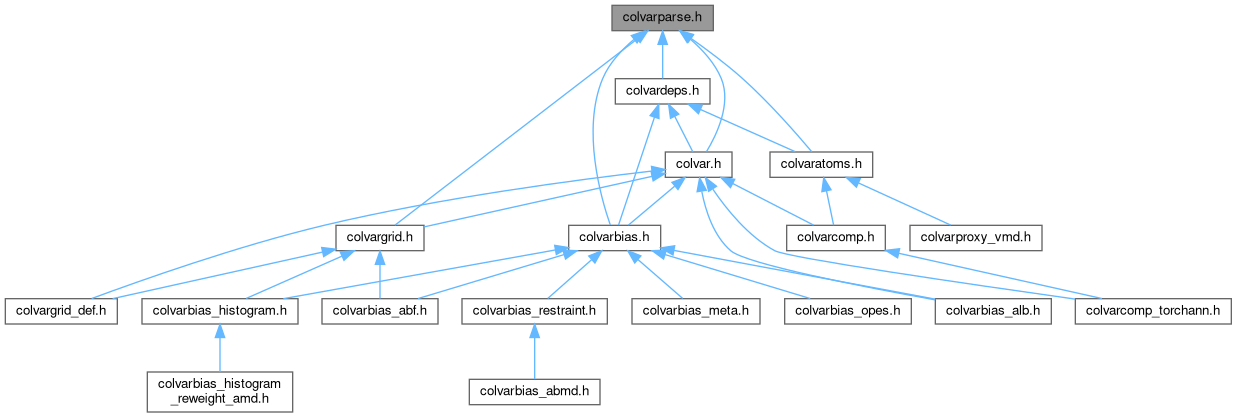 colvarparse.h
colvardeps.h
colvar.h
colvaratoms.h
colvargrid.h
colvarbias.h
colvarcomp.h
colvarproxy_vmd.h
colvargrid_def.h
colvarbias_histogram.h
colvarbias_abf.h
colvarbias_restraint.h
colvarbias_meta.h
colvarbias_opes.h
colvarbias_alb.h
colvarcomp_torchann.h
colvarbias_histogram
_reweight_amd.h
colvarbias_abmd.h